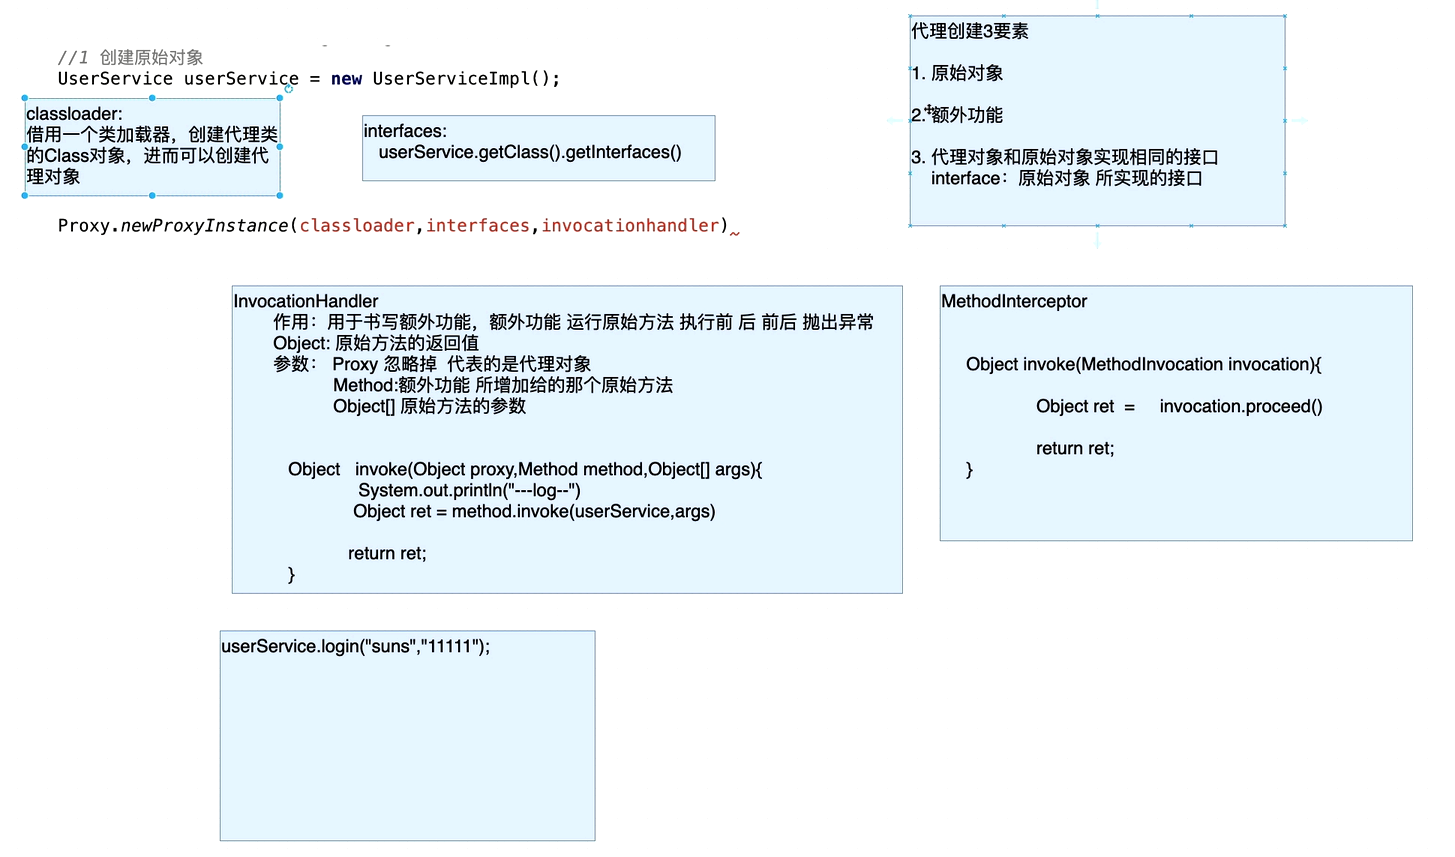 //1 创建原始对象
UserService userService = new UserServiceImpl();
classloader:
借用一个类加载器，创建代理类
的Class对象，进而可以创建代
理对象
interfaces:
userService.getClass().getInterfaces()
Proxy.newProxyInstance(classloader,interfaces,invocationhandler)
代理创建3要素
1. 原始对象
2. 额外功能
3. 代理对象和原始对象实现相同的接口
interface：原始对象 所实现的接口
InvocationHandler
作用：用于书写额外功能，额外功能 运行原始方法 执行前 后 前后 抛出异常
Object: 原始方法的返回值
参数： Proxy 忽略掉 代表的是代理对象
Method:额外功能 所增加给的那个原始方法
Object[] 原始方法的参数
Object invoke(Object proxy,Method method,Object[] args){
System.out.println("---log--")
Object ret = method.invoke(userService,args)
return ret;
}
MethodInterceptor
Object invoke(MethodInvocation invocation){
Object ret = invocation.proceed()
return ret;
}
userService.login("suns","11111");